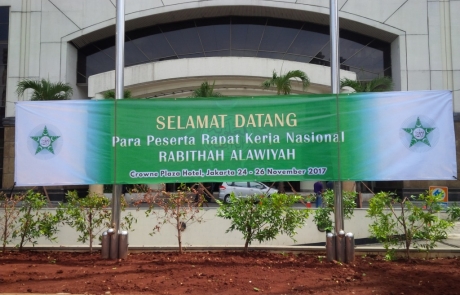 SELAMAT DATANG
Para Peserta Rapat Kerja Nasional
RABITHAH ALAWIYAH
Crowne Plaza Hotel, Jakarta 24 - 26 November 2017